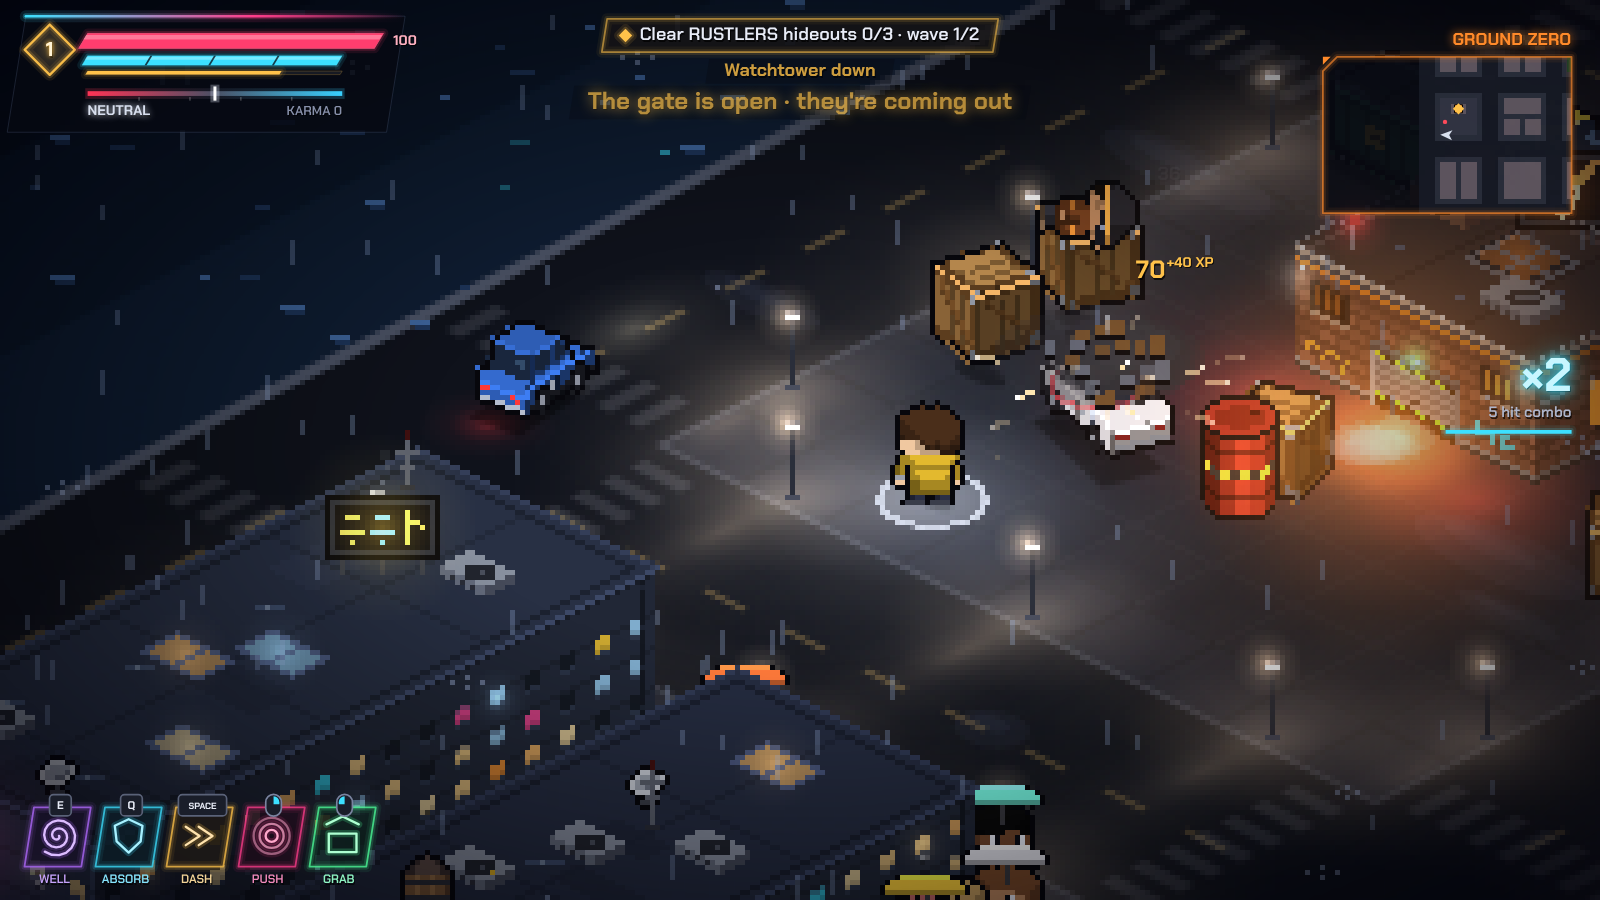 1
100
NEUTRAL
KARMA 0
Clear RUSTLERS hideouts 0/3 · wave 1/2
Watchtower down
The gate is open · they're coming out
GROUND ZERO
70
+40 XP
×2
5 hit combo
E
Q
SPACE
WELL
ABSORB
DASH
PUSH
GRAB